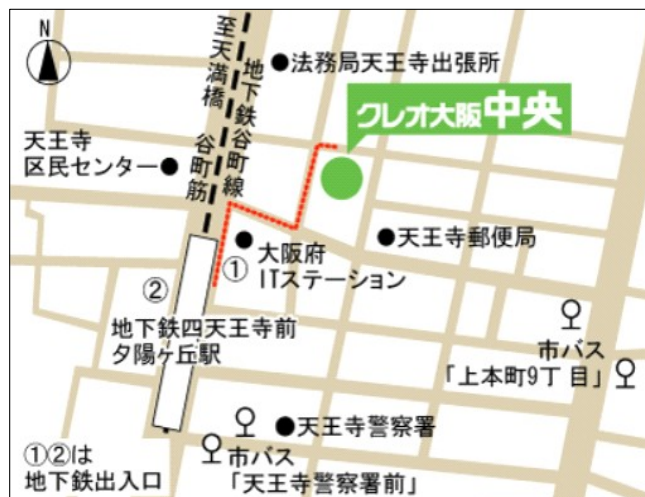 N
至天満橋
谷町筋
地下鉄谷町線
法務局天王寺出張所
クレオ大阪中央
天王寺
区民センター
大阪府
ITステーション
①
天王寺郵便局
②
地下鉄四天王寺前
夕陽ヶ丘駅
市バス
「上本町9丁目」
天王寺警察署
①②は
地下鉄出入口
市バス
「天王寺警察署前」